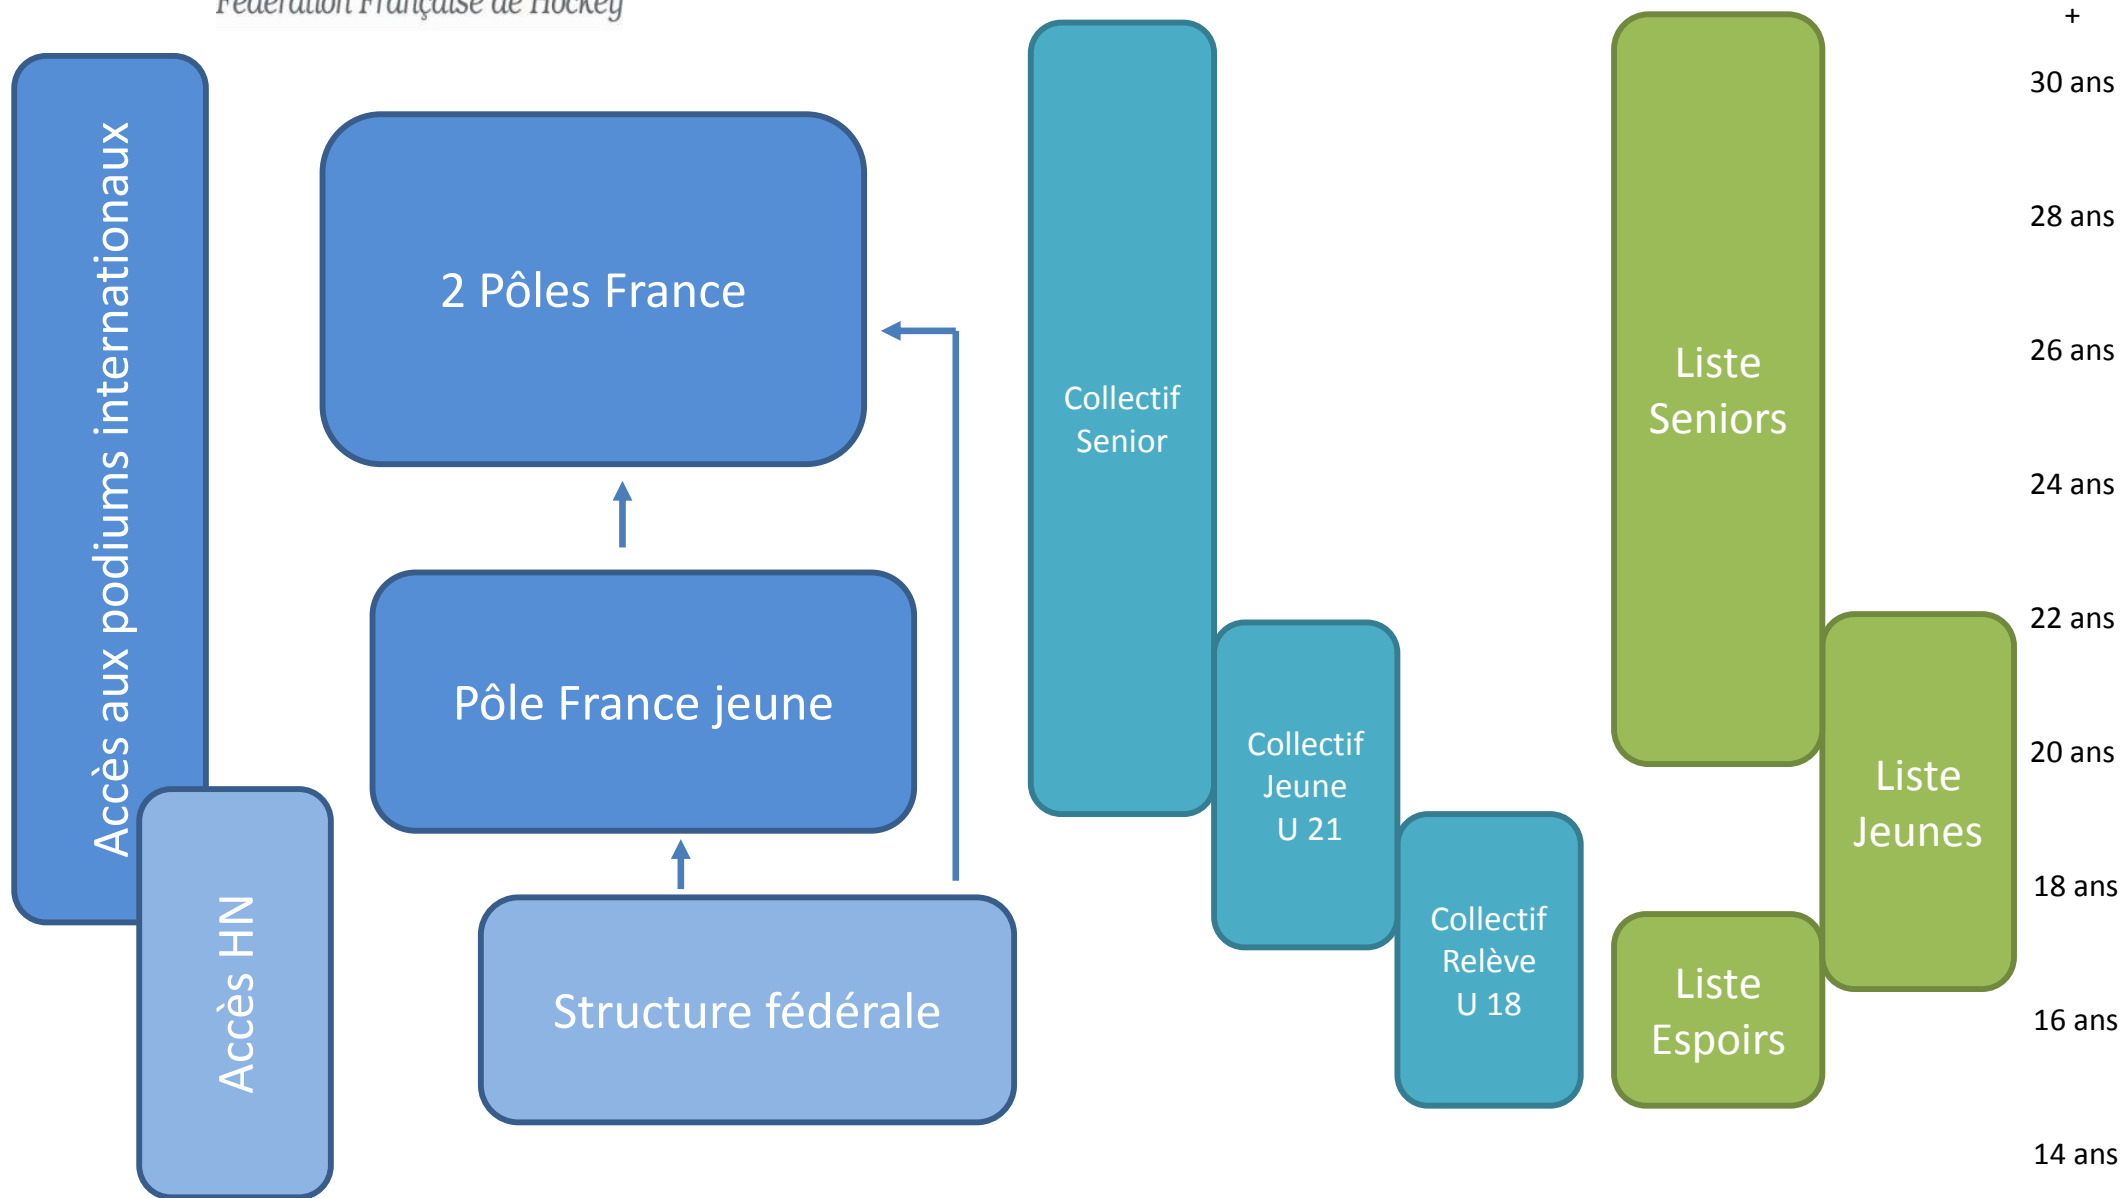 Fédération Française de Hockey
Accès aux podiums internationaux
Accès HN
2 Pôles France
Pôle France jeune
Structure fédérale
Collectif
Senior
Collectif
Jeune
U 21
Collectif
Relève
U 18
Liste
Seniors
Liste
Jeunes
Liste
Espoirs
+
30 ans
28 ans
26 ans
24 ans
22 ans
20 ans
18 ans
16 ans
14 ans